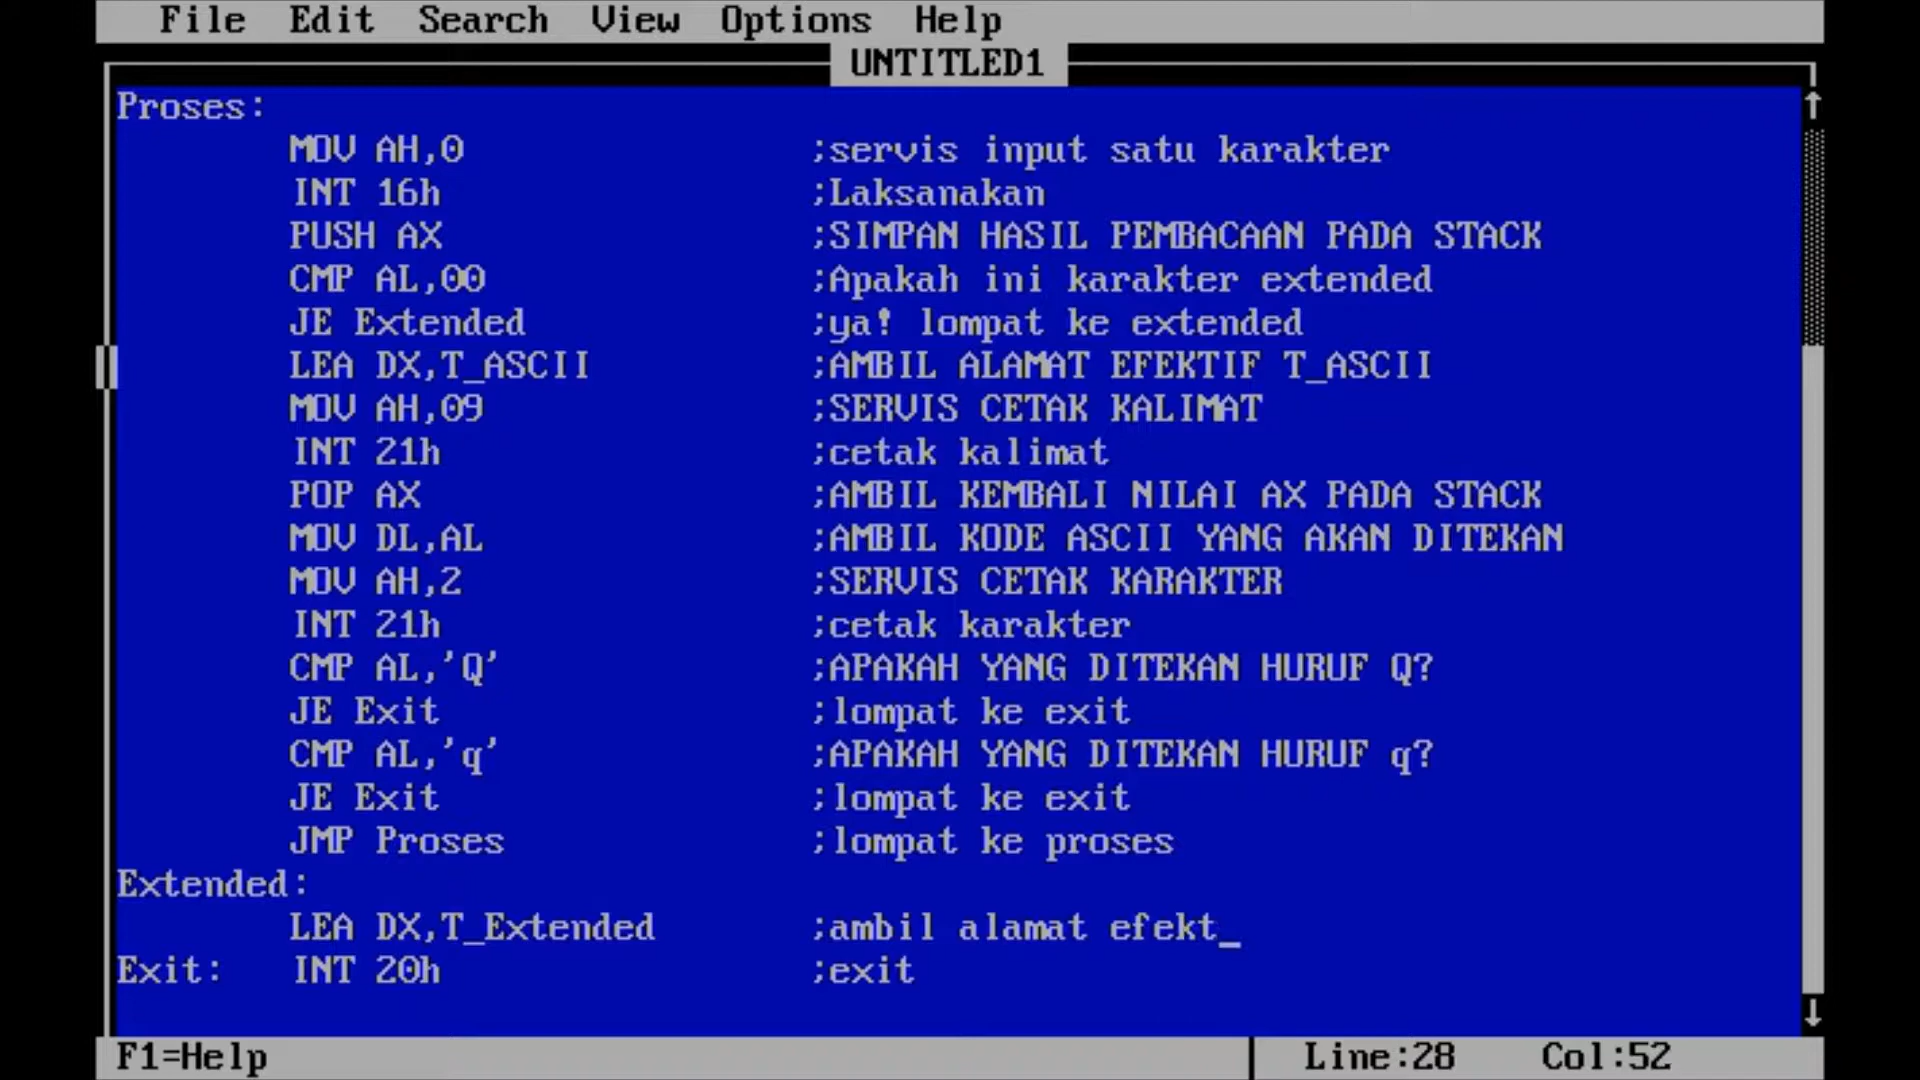 File Edit Search View Options Help
UNTITLED1
Proses:
MOV AH,0 ;servis input satu karakter
INT 16h ;Laksanakan
PUSH AX ;SIMPAN HASIL PEMBACAAN PADA STACK
CMP AL,00 ;Apakah ini karakter extended
JE Extended ;ya! lompat ke extended
LEA DX,T_ASCII ;AMBIL ALAMAT EFEKTIF T_ASCII
MOV AH,09 ;SERVIS CETAK KALIMAT
INT 21h ;cetak kalimat
POP AX ;AMBIL KEMBALI NILAI AX PADA STACK
MOV DL,AL ;AMBIL KODE ASCII YANG AKAN DITEKAN
MOV AH,2 ;SERVIS CETAK KARAKTER
INT 21h ;cetak karakter
CMP AL,'Q' ;APAKAH YANG DITEKAN HURUF Q?
JE Exit ;lompat ke exit
CMP AL,'q' ;APAKAH YANG DITEKAN HURUF q?
JE Exit ;lompat ke exit
JMP Proses ;lompat ke proses
Extended:
LEA DX,T_Extended ;ambil alamat efekt_
Exit: INT 20h ;exit
F1=Help Line:28 Col:52